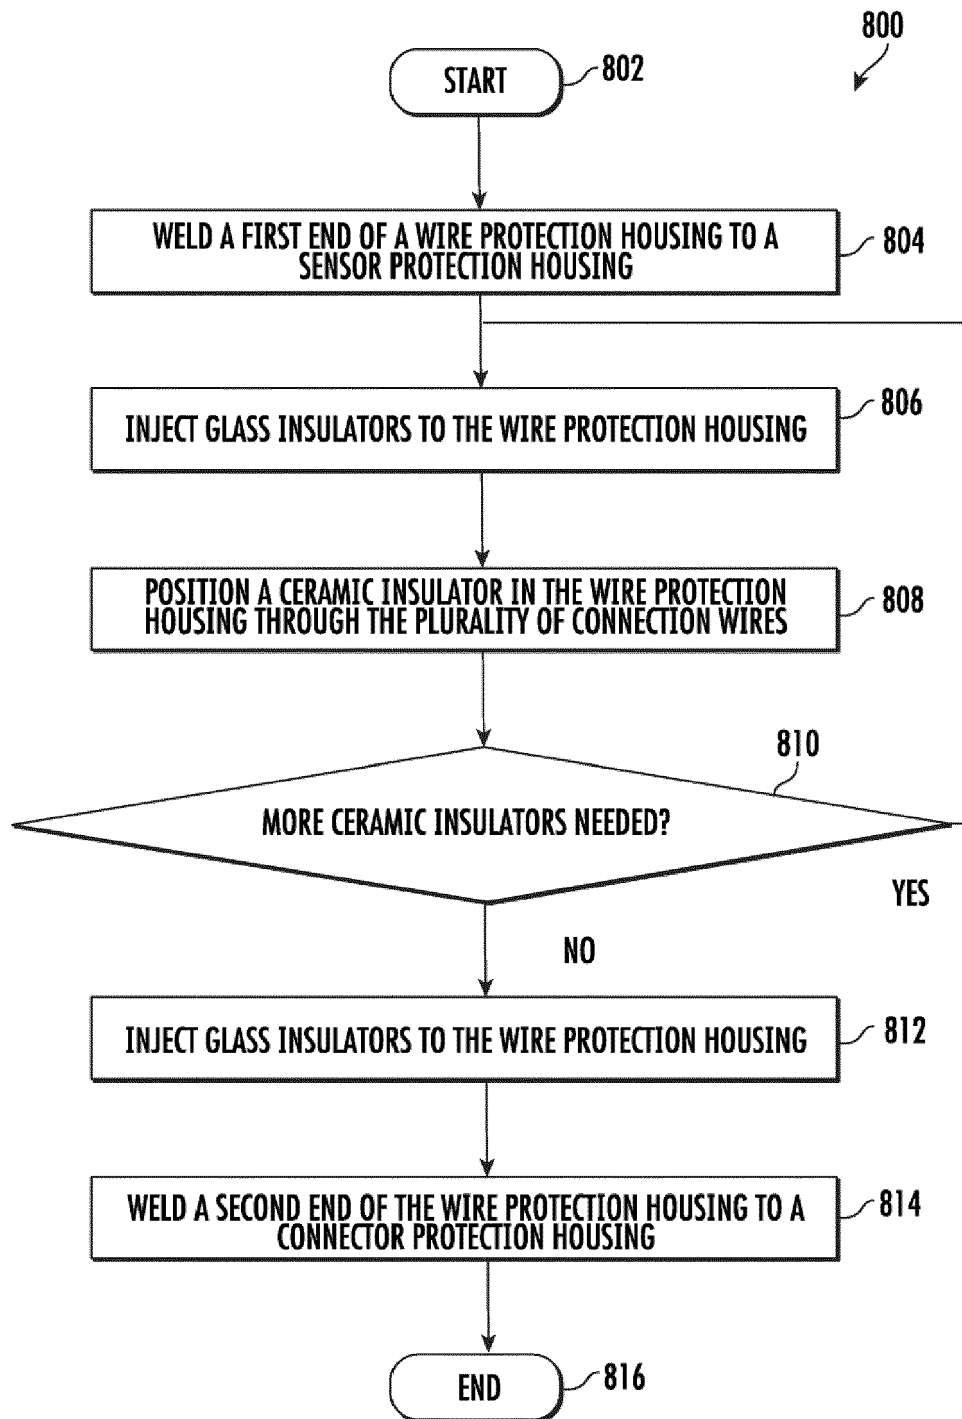 800
START
802
WELD A FIRST END OF A WIRE PROTECTION HOUSING TO A
SENSOR PROTECTION HOUSING
804
INJECT GLASS INSULATORS TO THE WIRE PROTECTION HOUSING
806
POSITION A CERAMIC INSULATOR IN THE WIRE PROTECTION
HOUSING THROUGH THE PLURALITY OF CONNECTION WIRES
808
810
MORE CERAMIC INSULATORS NEEDED?
YES
NO
INJECT GLASS INSULATORS TO THE WIRE PROTECTION HOUSING
812
WELD A SECOND END OF THE WIRE PROTECTION HOUSING TO A
CONNECTOR PROTECTION HOUSING
814
END
816